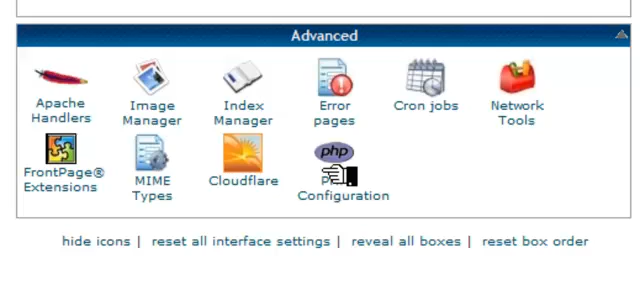 Advanced
Apache Handlers
Image Manager
Index Manager
Error pages
Cron jobs
Network Tools
FrontPage® Extensions
MIME Types
Cloudflare
php
Configuration
hide icons | reset all interface settings | reveal all boxes | reset box order